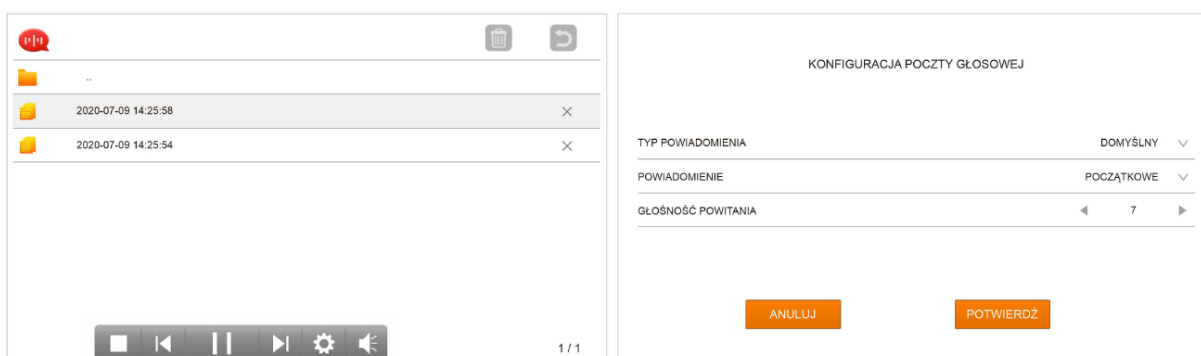 ..
2020-07-09 14:25:58
2020-07-09 14:25:54
1 / 1
KONFIGURACJA POCZTY GŁOSOWEJ
TYP POWIADOMIENIA DOMYŚLNY
POWIADOMIENIE POCZĄTKOWE
GŁOŚNOŚĆ POWITANIA 7
ANULUJ POTWIERDŹ